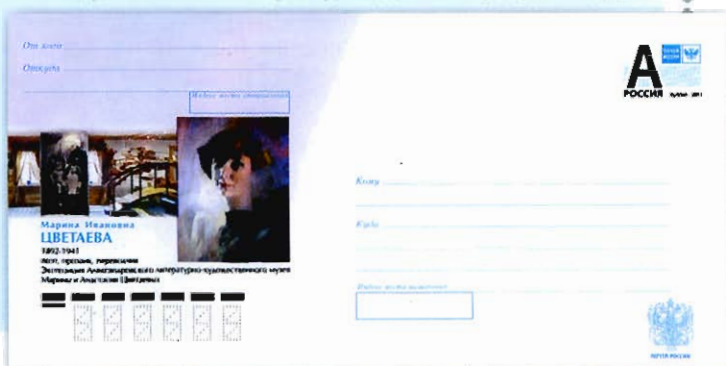 От кого
Откуда
Индекс места отправления
А
РОССИЯ
Марина Ивановна
ЦВЕТАЕВА
1892-1941
поэт, прозаик, переводчик
Экспозиция Александровского литературно-художественного музея
Марины и Анастасии Цветаевых
Кому
Куда
Индекс места назначения
ПОЧТА РОССИИ